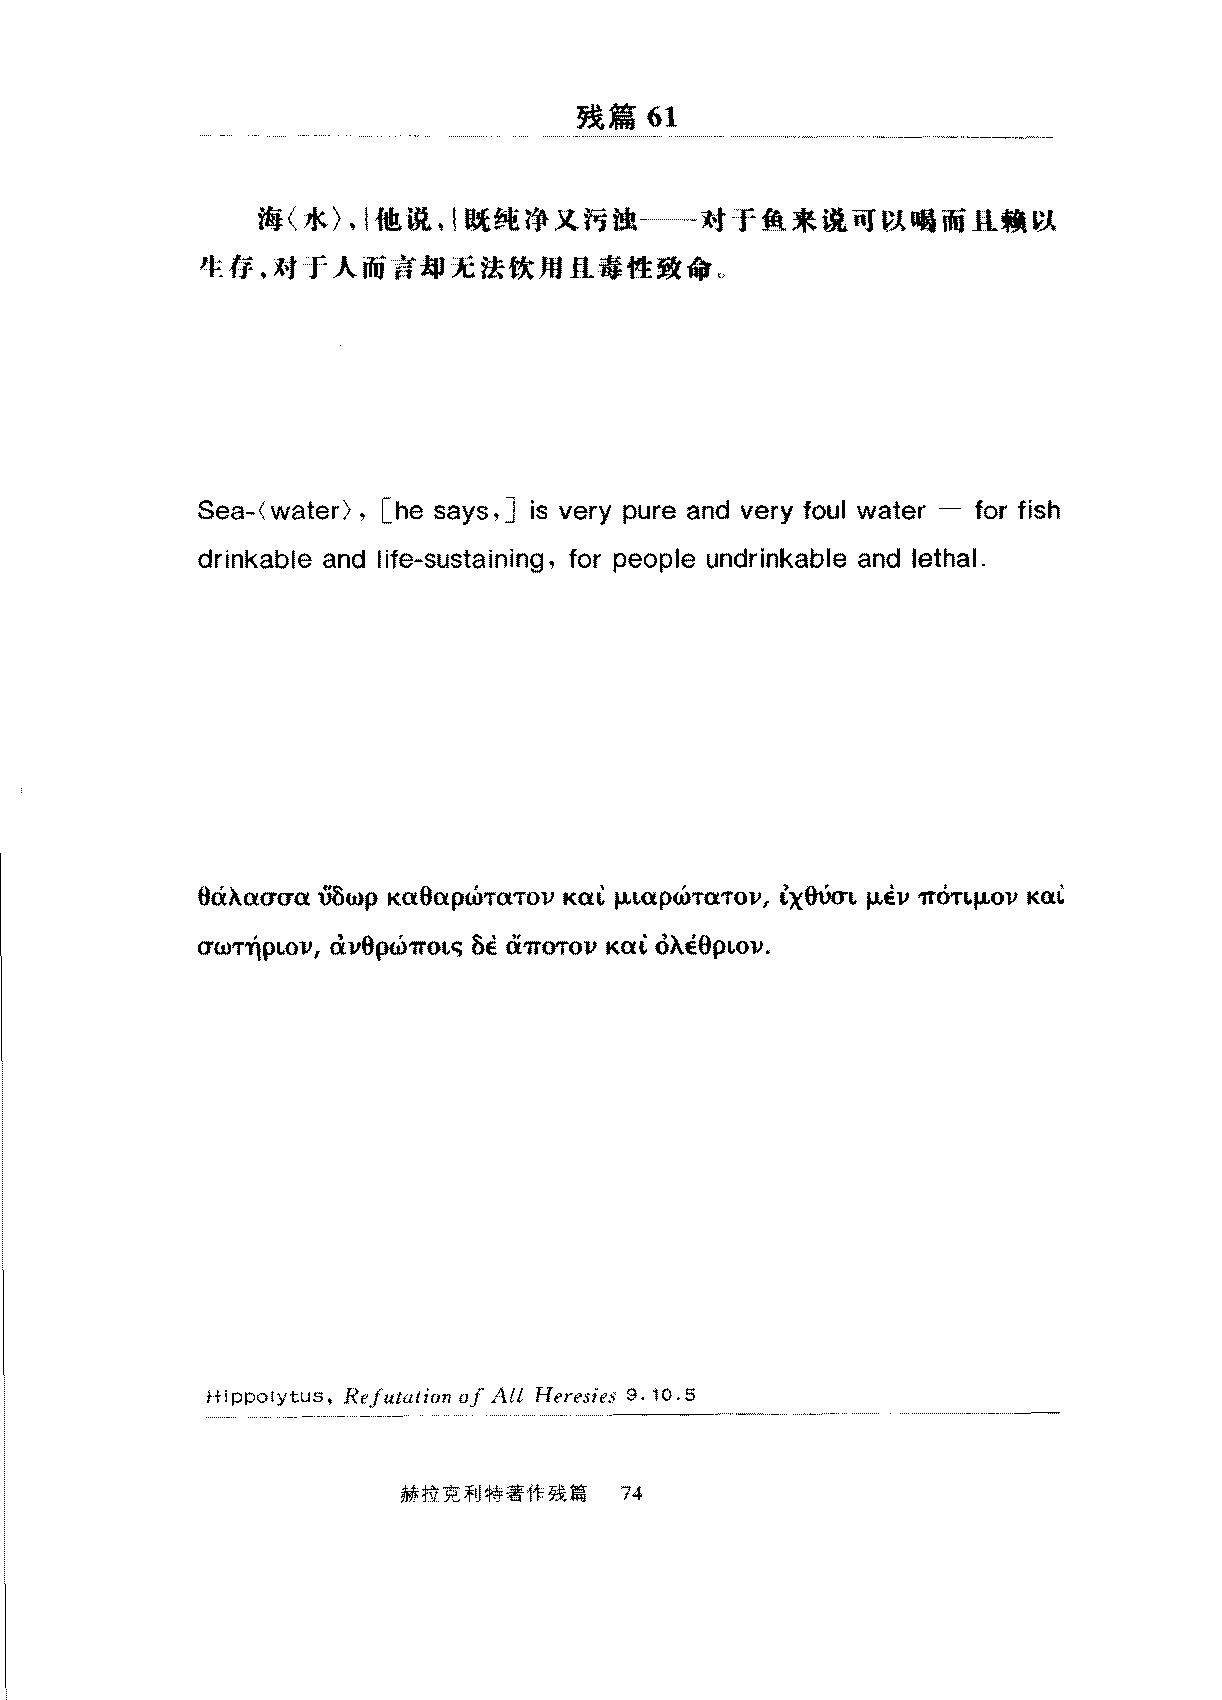 残篇 61
海〈水〉,[他说,]既纯净又污浊——对于鱼来说可以喝而且赖以
生存,对于人而言却无法饮用且毒性致命。
Sea-〈water〉, [he says,] is very pure and very foul water — for fish
drinkable and life-sustaining, for people undrinkable and lethal.
θάλασσα ὕδωρ καθαρώτατον καὶ μιαρώτατον, ἰχθύσι μὲν πότιμον καὶ
σωτήριον, ἀνθρώποις δὲ ἄποτον καὶ ὀλέθριον.
Hippolytus, Refutation of All Heresies 9.10.5
赫拉克利特著作残篇 74